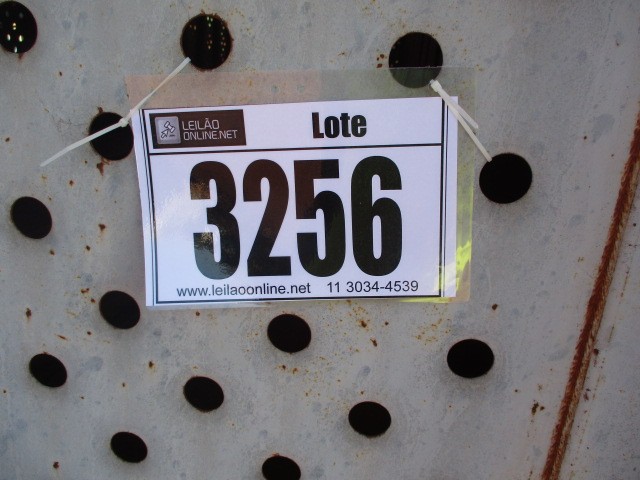 LEILÃO
ONLINE.NET
Lote
3256
www.leilaoonline.net 11 3034-4539